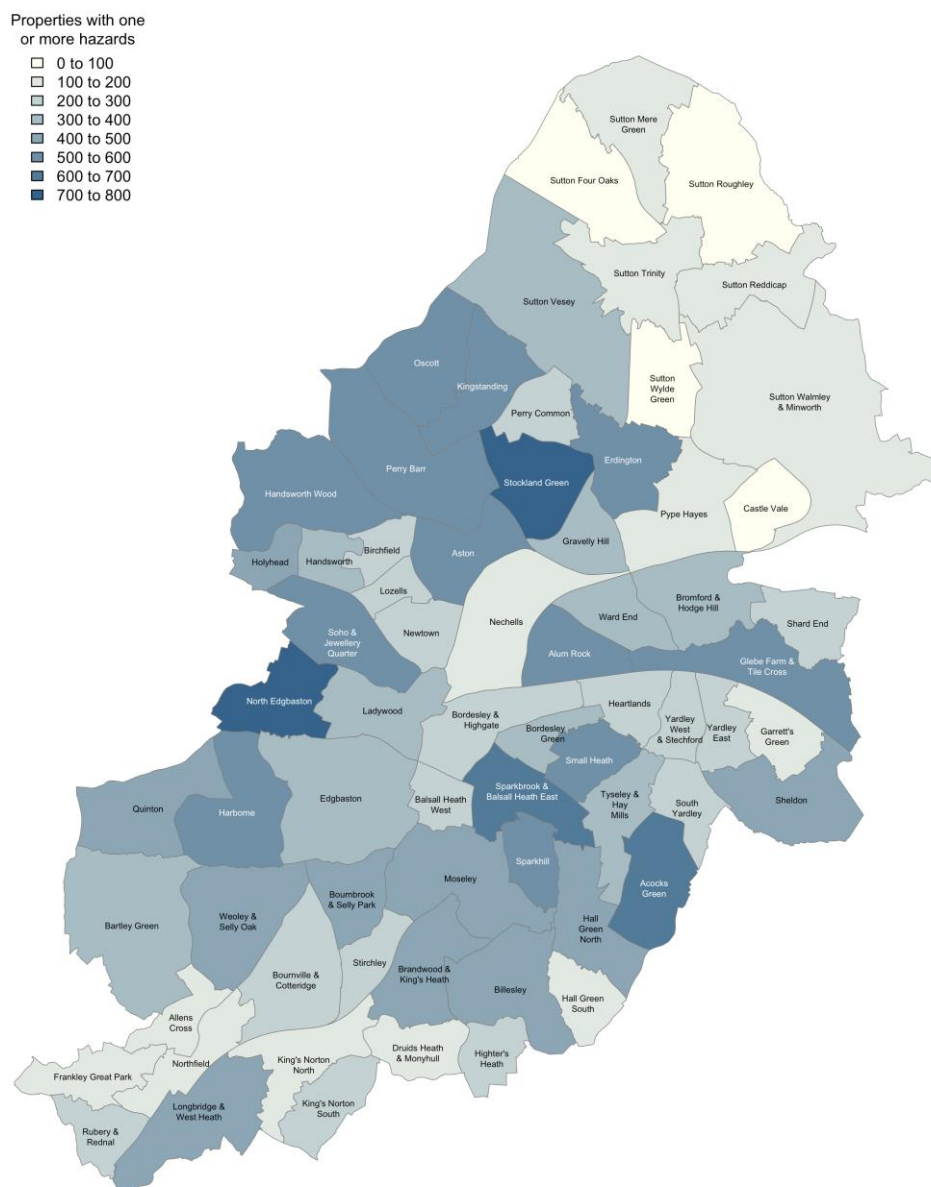 Properties with one
or more hazards
0 to 100
100 to 200
200 to 300
300 to 400
400 to 500
500 to 600
600 to 700
700 to 800
Sutton Mere
Green
Sutton Four Oaks
Sutton Roughley
Sutton Trinity
Sutton Reddicap
Sutton Vesey
Oscott
Kingstanding
Sutton
Wylde
Green
Sutton Walmley
& Minworth
Perry Common
Perry Barr
Stockland Green
Erdington
Handsworth Wood
Castle Vale
Pype Hayes
Gravelly Hill
Holyhead
Handsworth
Birchfield
Aston
Lozells
Newtown
Nechells
Ward End
Bromford &
Hodge Hill
Shard End
Soho &
Jewellery
Quarter
Alum Rock
Glebe Farm &
Tile Cross
North Edgbaston
Ladywood
Bordesley &
Highgate
Heartlands
Bordesley
Green
Yardley
West
& Stechford
Yardley
East
Garrett's
Green
Small Heath
Quinton
Harborne
Edgbaston
Balsall Heath
West
Sparkbrook &
Balsall Heath East
Tyseley &
Hay
Mills
South
Yardley
Sheldon
Sparkhill
Moseley
Acocks
Green
Bartley Green
Weoley &
Selly Oak
Bournbrook
& Selly Park
Hall
Green
North
Bournville &
Cotteridge
Stirchley
Brandwood &
King's Heath
Billesley
Hall Green
South
Allens
Cross
Northfield
Frankley Great Park
King's Norton
North
Druids Heath
& Monyhull
Highter's
Heath
Longbridge &
West Heath
King's Norton
South
Rubery &
Rednal